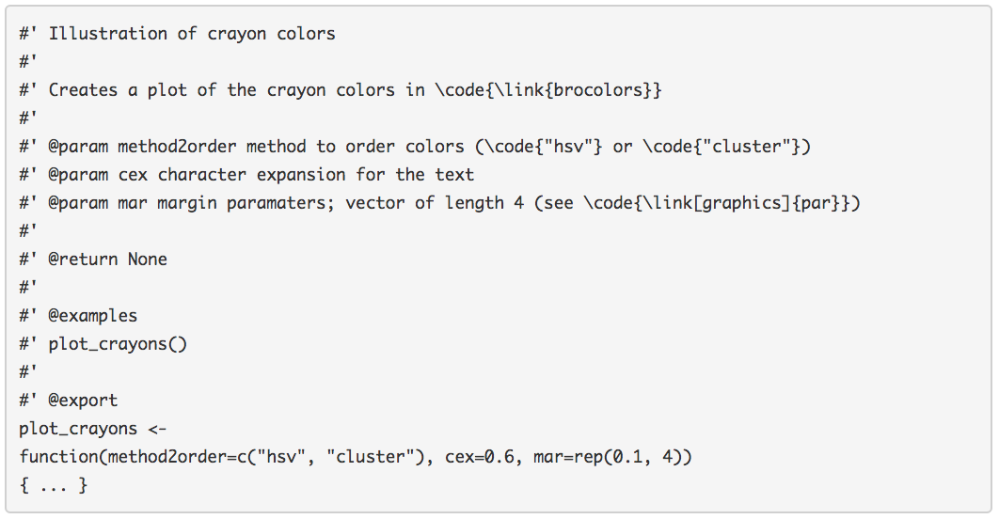 #' Illustration of crayon colors
#'
#' Creates a plot of the crayon colors in \code{\link{brocolors}}
#'
#' @param method2order method to order colors (\code{"hsv"} or \code{"cluster"})
#' @param cex character expansion for the text
#' @param mar margin paramaters; vector of length 4 (see \code{\link[graphics]{par}})
#'
#' @return None
#'
#' @examples
#' plot_crayons()
#'
#' @export
plot_crayons <-
function(method2order=c("hsv", "cluster"), cex=0.6, mar=rep(0.1, 4))
{ ... }